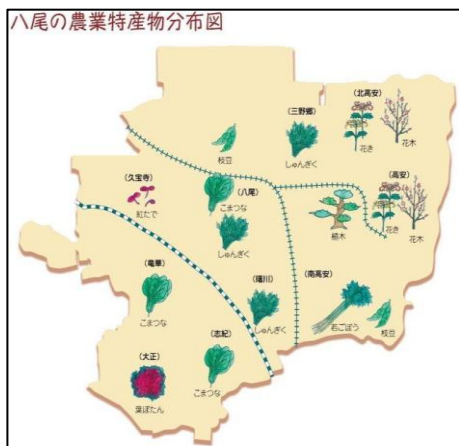 八尾の農業特産物分布図
(北高安)
(三野郷)
花き
花木
枝豆
しゅんぎく
(久宝寺)
(八尾)
(高安)
紅たで
こまつな
植木
花き
花木
しゅんぎく
(竜華)
(曙川)
(南高安)
こまつな
しゅんぎく
若ごぼう
枝豆
(志紀)
(大正)
こまつな
葉ぼたん